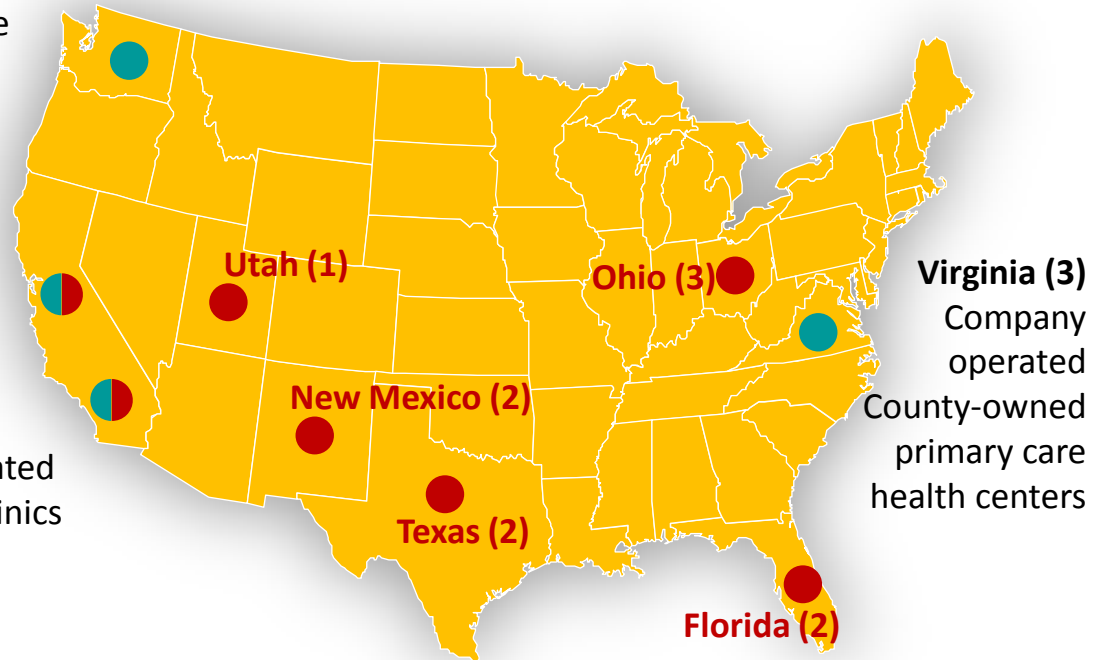 Utah (1)
Ohio (3)
New Mexico (2)
Texas (2)
Florida (2)
Virginia (3)
Company
operated
County-owned
primary care
health centers